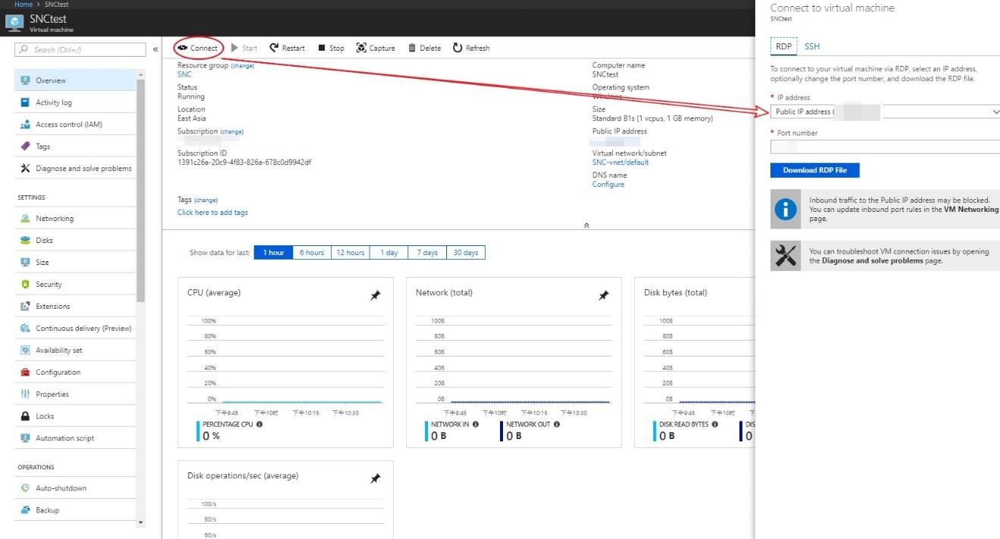 Home > SNCtest
SNCtest
Virtual machine
Search (Ctrl+/)
«
Overview
Activity log
Access control (IAM)
Tags
Diagnose and solve problems
SETTINGS
Networking
Disks
Size
Security
Extensions
Continuous delivery (Preview)
Availability set
Configuration
Properties
Locks
Automation script
OPERATIONS
Auto-shutdown
Backup
Connect Start Restart Stop Capture Delete Refresh
Resource group (change)
SNC
Status
Running
Location
East Asia
Subscription (change)
Subscription ID
1391c26a-20c9-4f83-826a-678c0d9942df
Tags (change)
Click here to add tags
Computer name
SNCtest
Operating system
Windows
Size
Standard B1s (1 vcpus, 1 GB memory)
Public IP address
Virtual network/subnet
SNC-vnet/default
DNS name
Configure
Show data for last: 1 hour 6 hours 12 hours 1 day 7 days 30 days
CPU (average)
100%
80%
60%
40%
20%
0%
下午9:45 下午10时 下午10:15 下午10:30
PERCENTAGE CPU
0 %
Network (total)
100B
80B
60B
40B
20B
0B
下午9:45 下午10时 下午10:15 下午10:30
NETWORK IN NETWORK OUT
0 B 0 B
Disk bytes (total)
100B
80B
60B
40B
20B
0B
下午9:45 下午10时 下
DISK READ BYTES DIS
0 B 0
Disk operations/sec (average)
100/s
80/s
60/s
Connect to virtual machine
SNCtest
RDP SSH
To connect to your virtual machine via RDP, select an IP address,
optionally change the port number, and download the RDP file.
* IP address
Public IP address (
* Port number
Download RDP File
Inbound traffic to the Public IP address may be blocked.
You can update inbound port rules in the VM Networking
page.
You can troubleshoot VM connection issues by opening
the Diagnose and solve problems page.